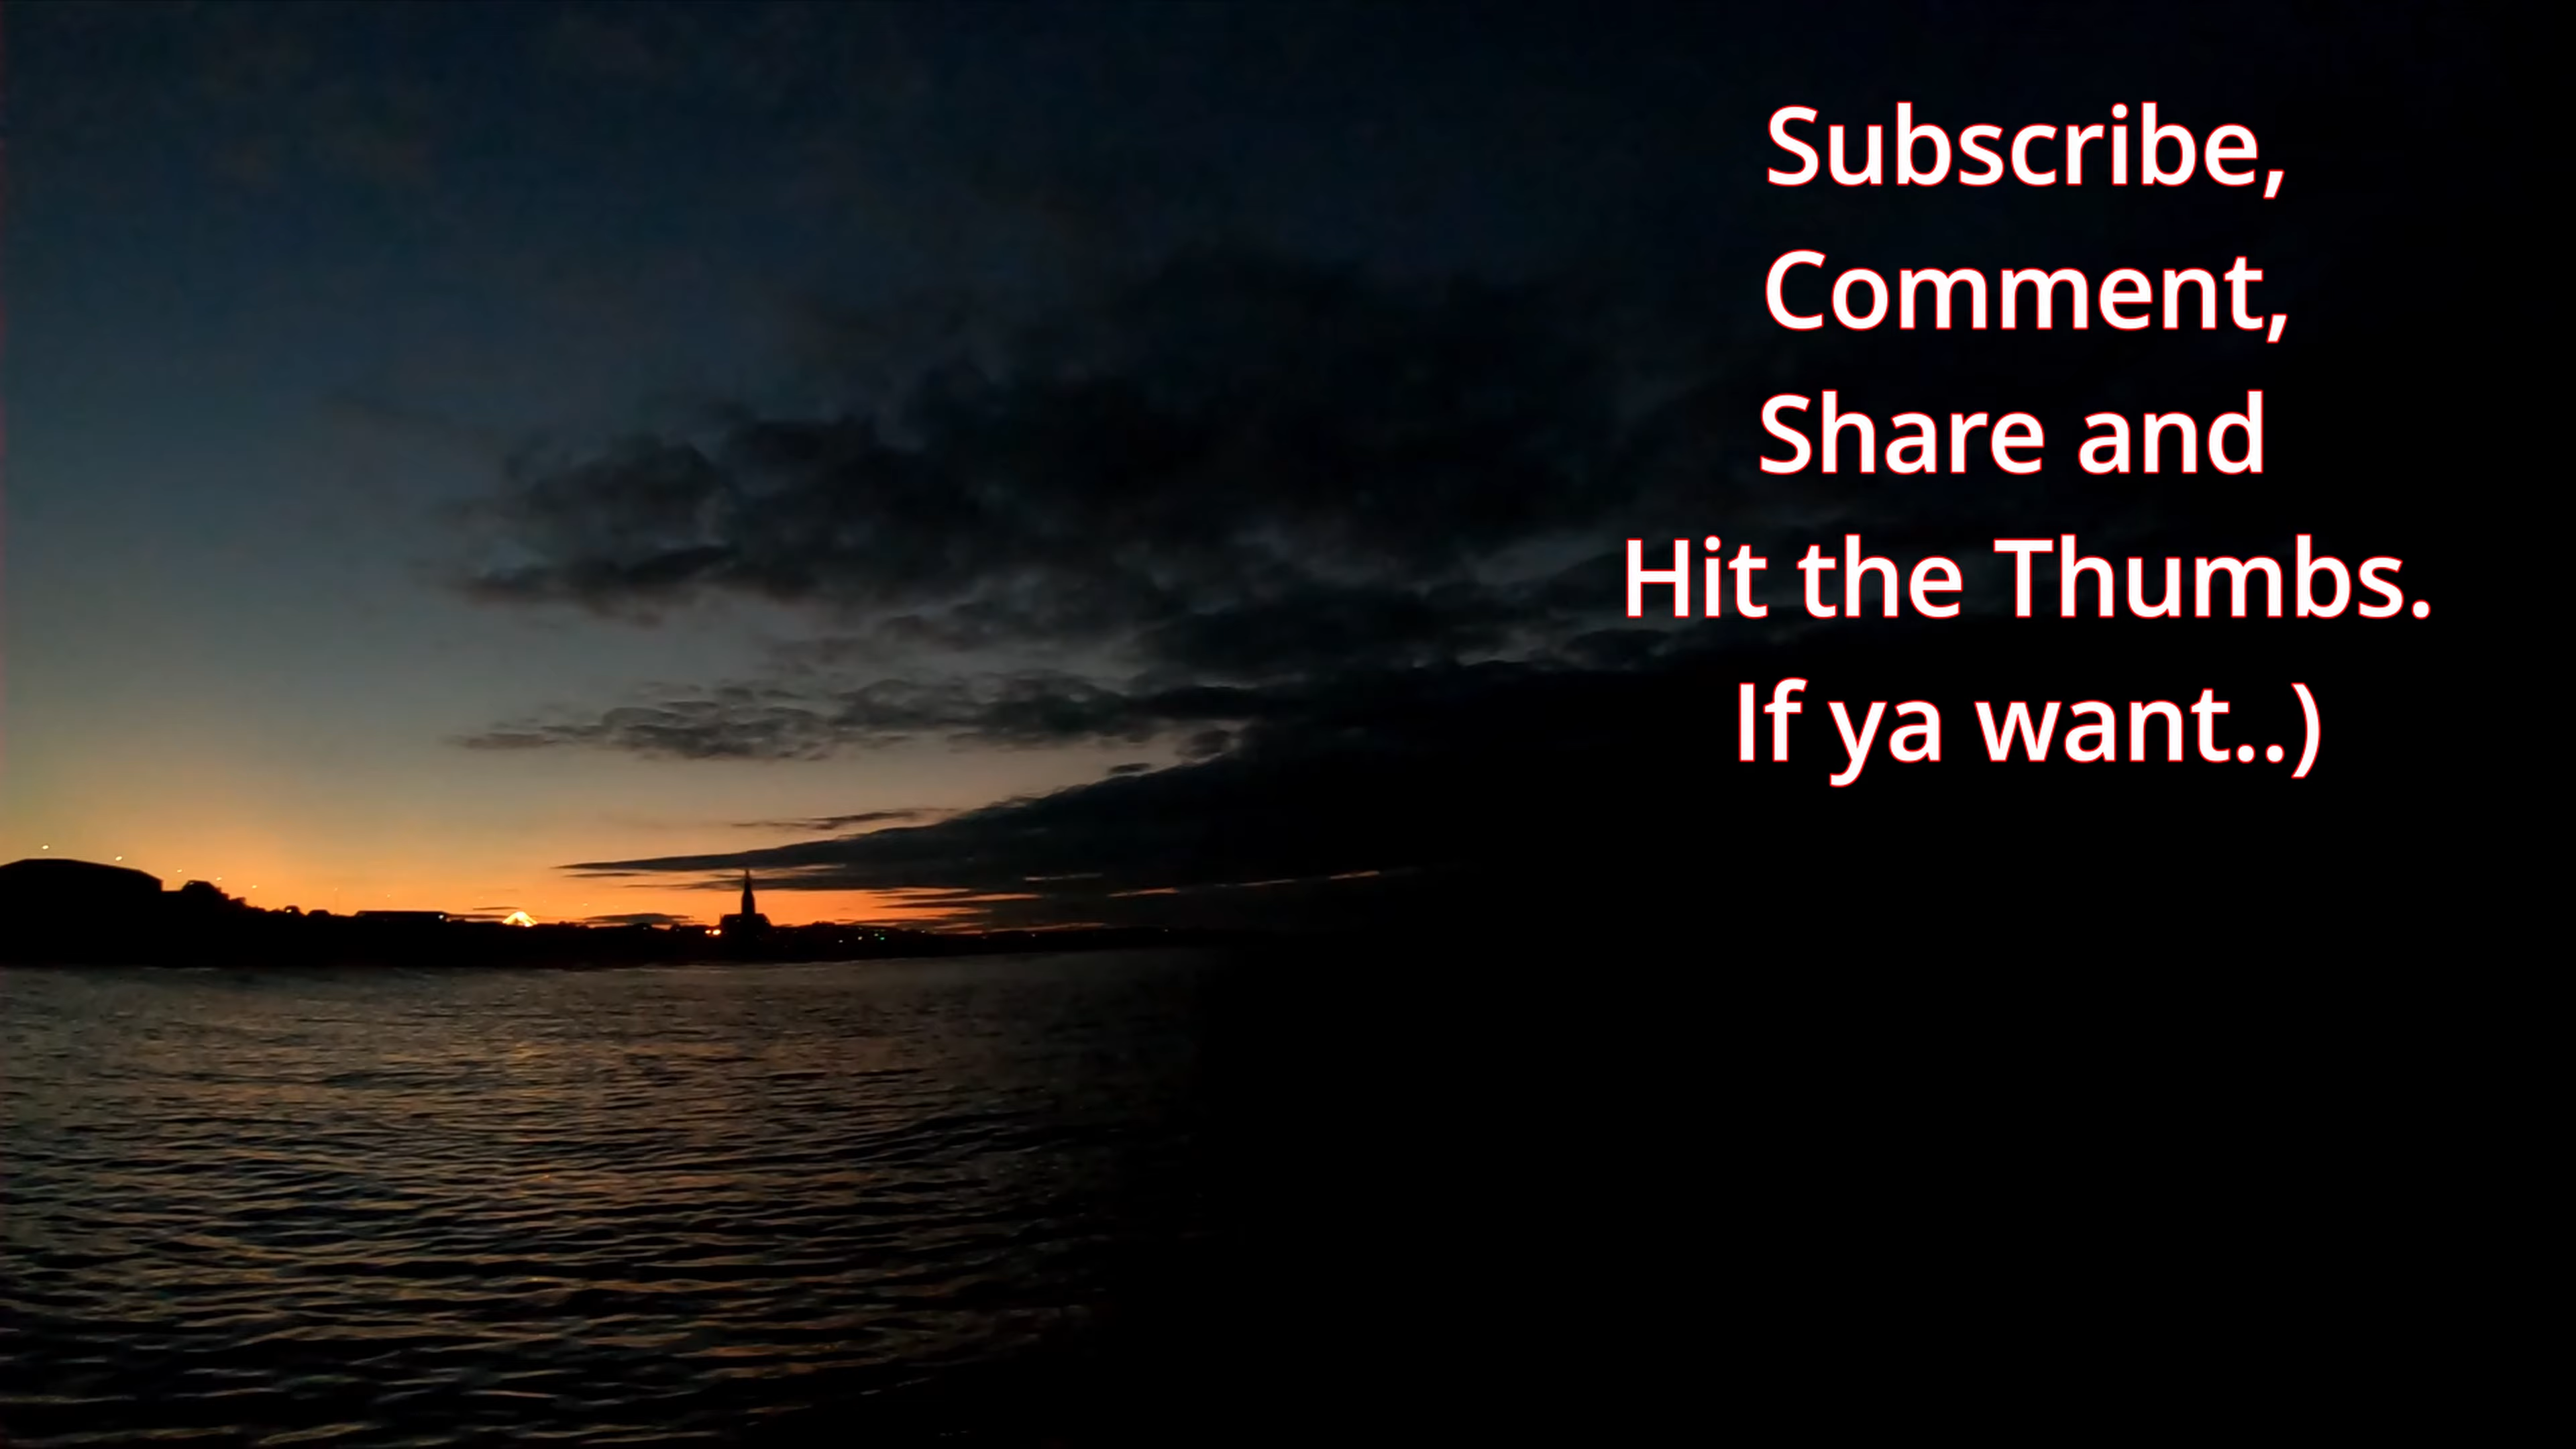 Subscribe,
Comment,
Share and
Hit the Thumbs.
If ya want..)